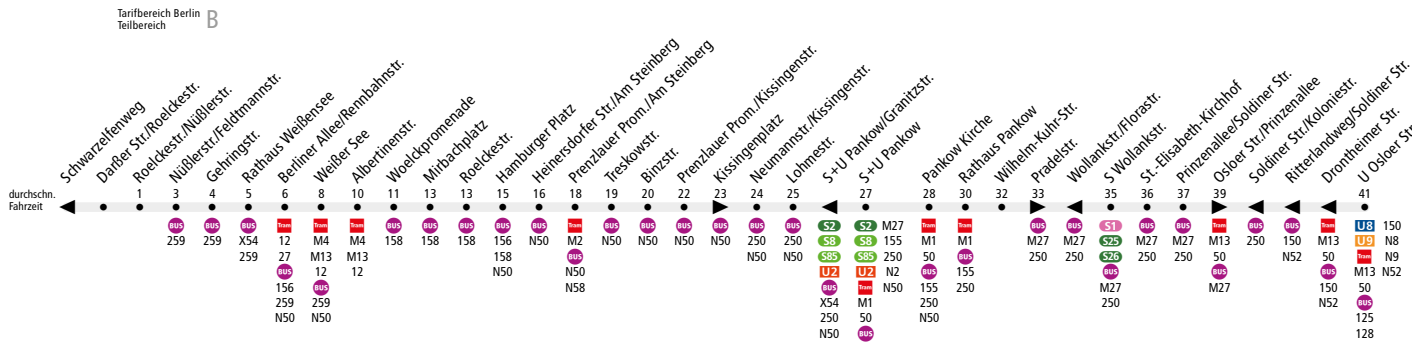 Tarifbereich Berlin
Teilbereich
B
Schwarzelfenweg
Daßer Str./Roelckestr.
Roelckestr./Nüßlerstr.
Nüßlerstr./Feldtmannstr.
Gehringstr.
Rathaus Weißensee
Berliner Allee/Rennbahnstr.
Weißer See
Albertinenstr.
Woelckpromenade
Mirbachplatz
Roelckestr.
Hamburger Platz
Heinersdorfer Str./Am Steinberg
Prenzlauer Prom./Am Steinberg
Treskowstr.
Binzstr.
Prenzlauer Prom./Kissingenstr.
Kissingenplatz
Neumannstr/Kissingenstr.
Lohmestr.
S+U Pankow/Granitzstr.
S+U Pankow
Pankow Kirche
Rathaus Pankow
Wilhelm-Kuhr-Str.
Pradelstr.
Wollankstr/Florastr.
S Wollankstr.
St.-Elisabeth-Kirchhof
Prinzenallee/Soldiner Str.
Osloer Str/Prinzenallee
Soldiner Str./Koloniestr.
Ritterlandweg/Soldiner Str.
Drontheimer Str.
U Osloer Str
durchschn. 1 3 4 5 6 8 10 11 13 13 15 16 18 19 20 22 23 24 25 27 28 30 32 33 35 36 37 39 41
Fahrzeit
BUS
259
BUS
259
BUS
X54
259
Tram
12
27
BUS
156
259
N50
Tram
M4
M13
12
BUS
259
N50
Tram
M4
M13
12
BUS
158
BUS
158
BUS
158
BUS
156
158
N50
BUS
N50
Tram
M2
BUS
N50
N58
BUS
N50
BUS
N50
BUS
N50
BUS
N50
BUS
250
N50
BUS
250
N50
S2
S8
S85
U2
BUS
X54
250
N50
S2
S8
S85
U2
Tram
M1
50
BUS
M27
155
250
N2
N50
Tram
M1
50
BUS
155
250
N50
Tram
M1
BUS
155
250
BUS
M27
250
BUS
M27
250
S1
S25
S26
BUS
M27
250
BUS
M27
250
BUS
M27
250
Tram
M13
50
BUS
M27
BUS
250
BUS
150
N52
Tram
M13
50
BUS
150
N52
U8
U9
Tram
M13
50
BUS
125
128
150
N8
N9
N52